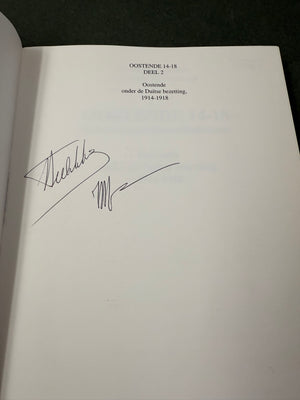 OOSTENDE 14-18
DEEL 2
Oostende
onder de Duitse bezetting,
1914-1918